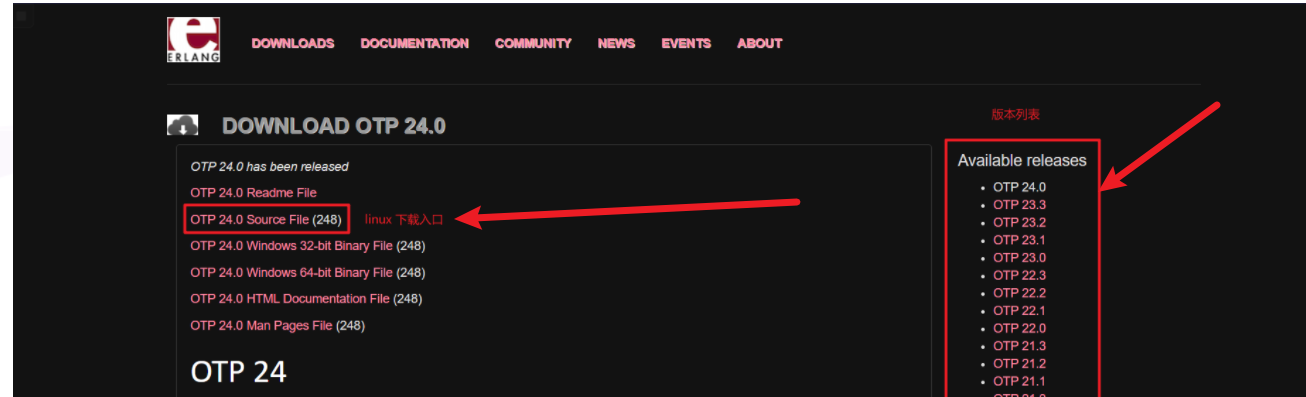 ERLANG
DOWNLOADS DOCUMENTATION COMMUNITY NEWS EVENTS ABOUT
DOWNLOAD OTP 24.0
OTP 24.0 has been released
OTP 24.0 Readme File
OTP 24.0 Source File (248) linux 下载入口
OTP 24.0 Windows 32-bit Binary File (248)
OTP 24.0 Windows 64-bit Binary File (248)
OTP 24.0 HTML Documentation File (248)
OTP 24.0 Man Pages File (248)
OTP 24
版本列表
Available releases
OTP 24.0
OTP 23.3
OTP 23.2
OTP 23.1
OTP 23.0
OTP 22.3
OTP 22.2
OTP 22.1
OTP 22.0
OTP 21.3
OTP 21.2
OTP 21.1